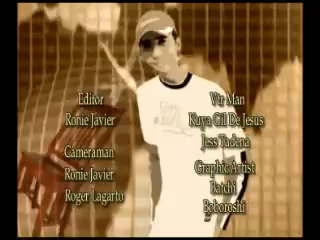 Editor
Ronie Javier
Cameraman
Ronie Javier
Roger Lagarto
Vtr Man
Kuya Gil De Jesus
Jess Tadena
Graphic Artist
Batchi
Boboroshi